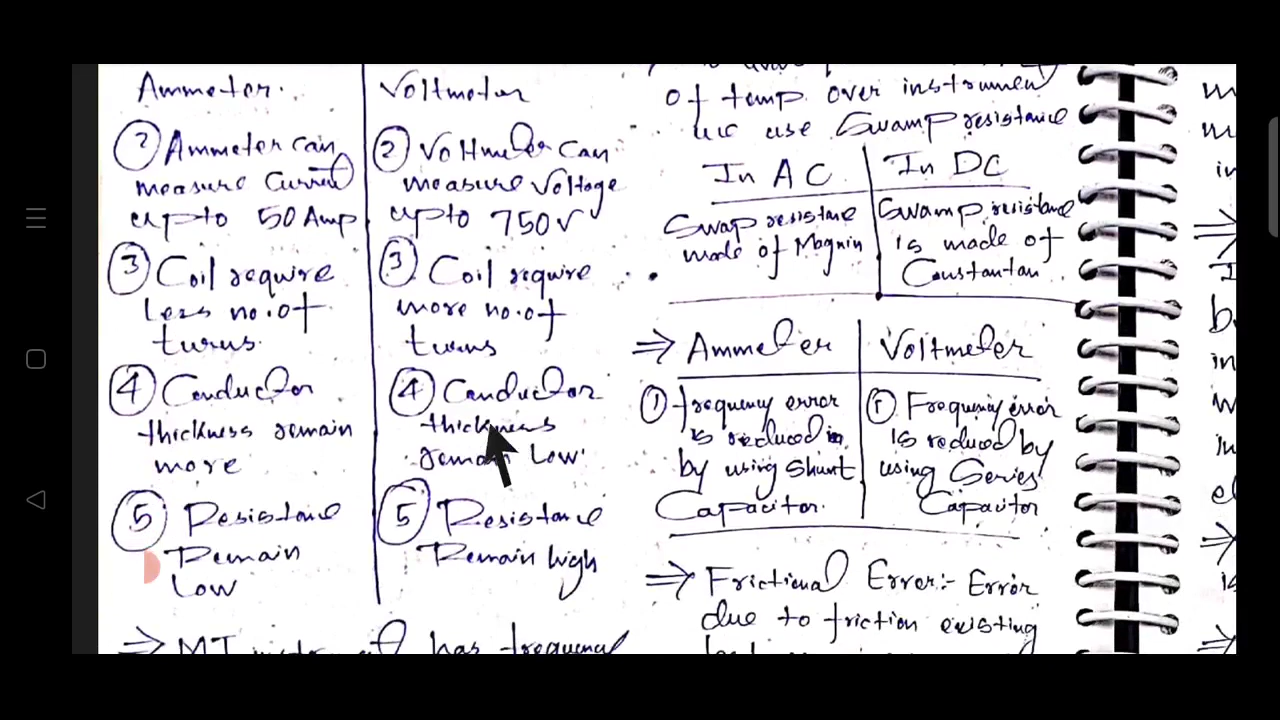 Ammeter.
② Ammeter can
measure Current
upto 50 Amp
③ Coil require
Less no. of
turns.
④ Conductor
thickness remain
more
⑤ Resistance
Remain
Low
Voltmeter
② Voltmeter can
measure Voltage
upto 750V
③ Coil require
more no. of
turns
④ Conductor
thickness
remain Low.
⑤ Resistance
Remain high
⇒ MI has frequency
of temp. over instrument
we use Swamp resistance
In AC
Swap resistance
made of Magnin
In DC
Swamp resistance
is made of
Constantan
⇒ Ammeter
① frequency error
is reduced in
by using Shunt
Capacitor.
Voltmeter
① Frequency error
is reduced by
using Series
Capacitor
⇒ Frictional Error:- Error
due to friction existing